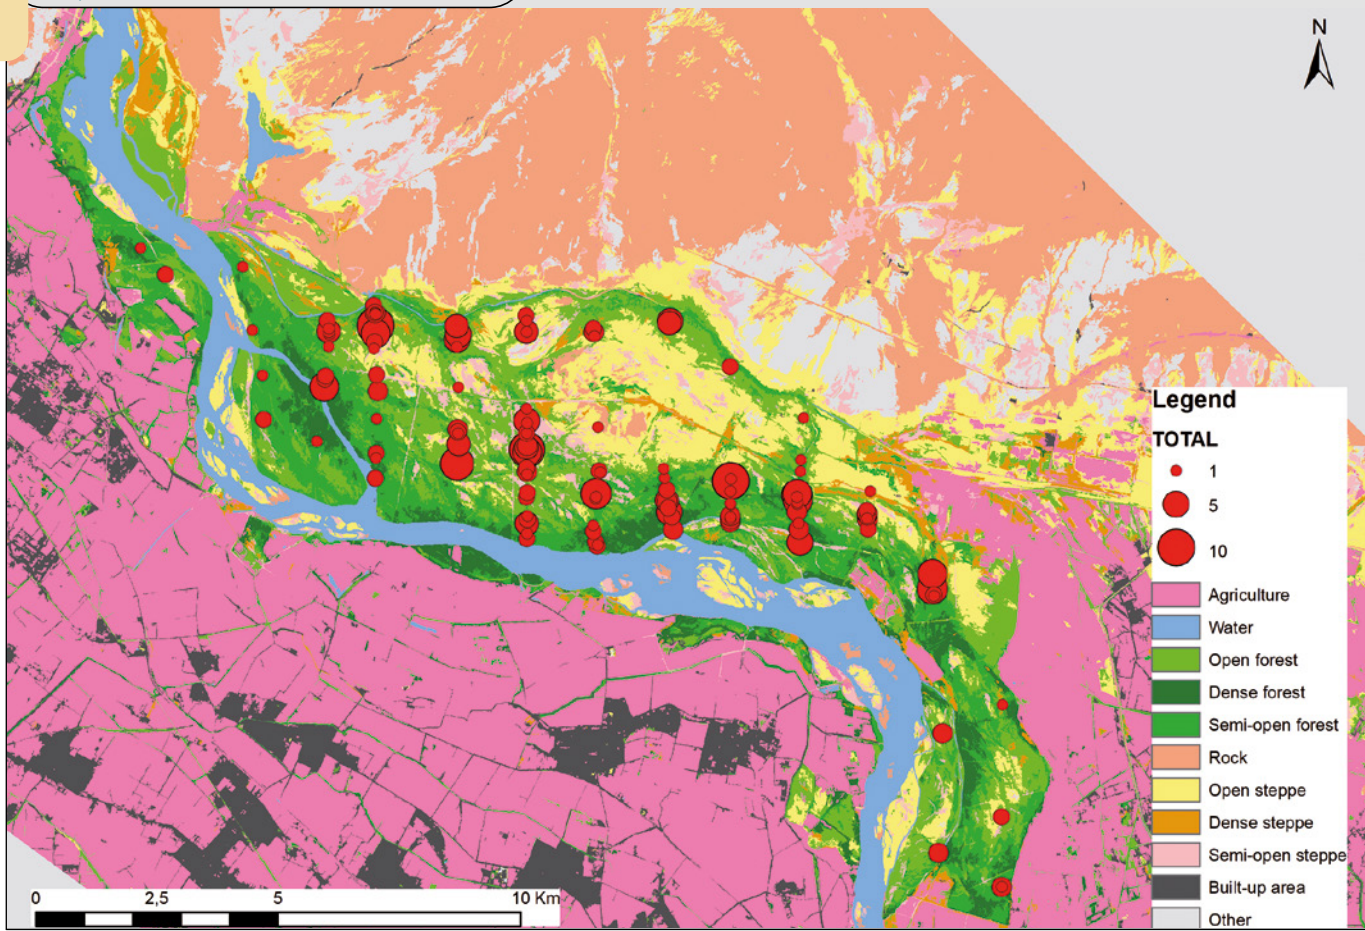 N
Legend
TOTAL
1
5
10
Agriculture
Water
Open forest
Dense forest
Semi-open forest
Rock
Open steppe
Dense steppe
Semi-open steppe
Built-up area
Other
0 2,5 5 10 Km